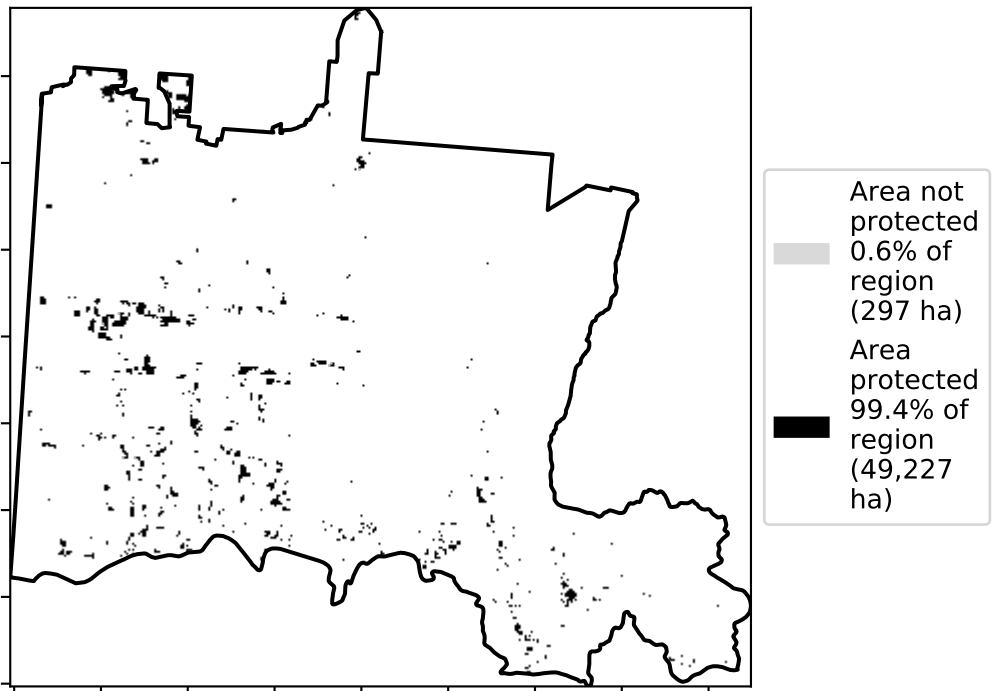 Area not
protected
0.6% of
region
(297 ha)
Area
protected
99.4% of
region
(49,227
ha)